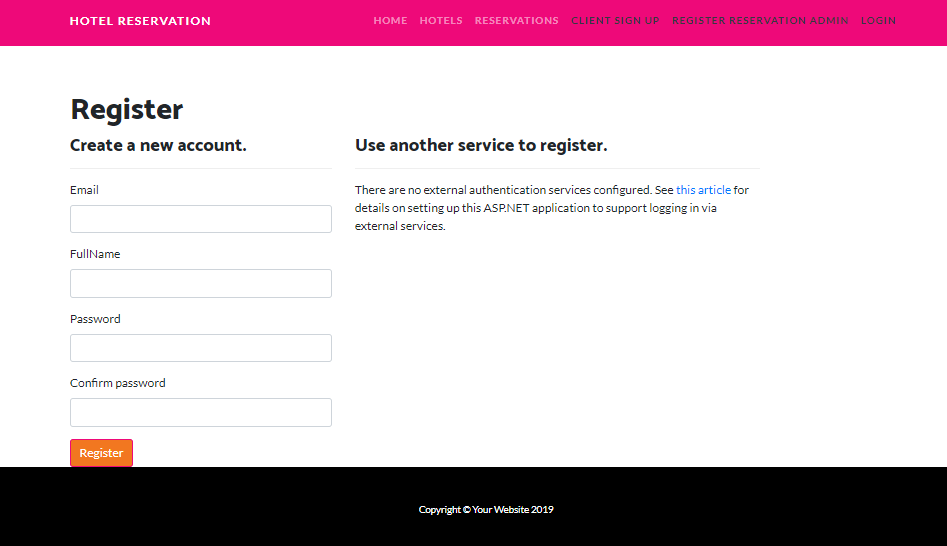 HOTEL RESERVATION HOME HOTELS RESERVATIONS CLIENT SIGN UP REGISTER RESERVATION ADMIN LOGIN
Register
Create a new account.
Email
FullName
Password
Confirm password
Register
Use another service to register.
There are no external authentication services configured. See this article for
details on setting up this ASP.NET application to support logging in via
external services.
Copyright © Your Website 2019